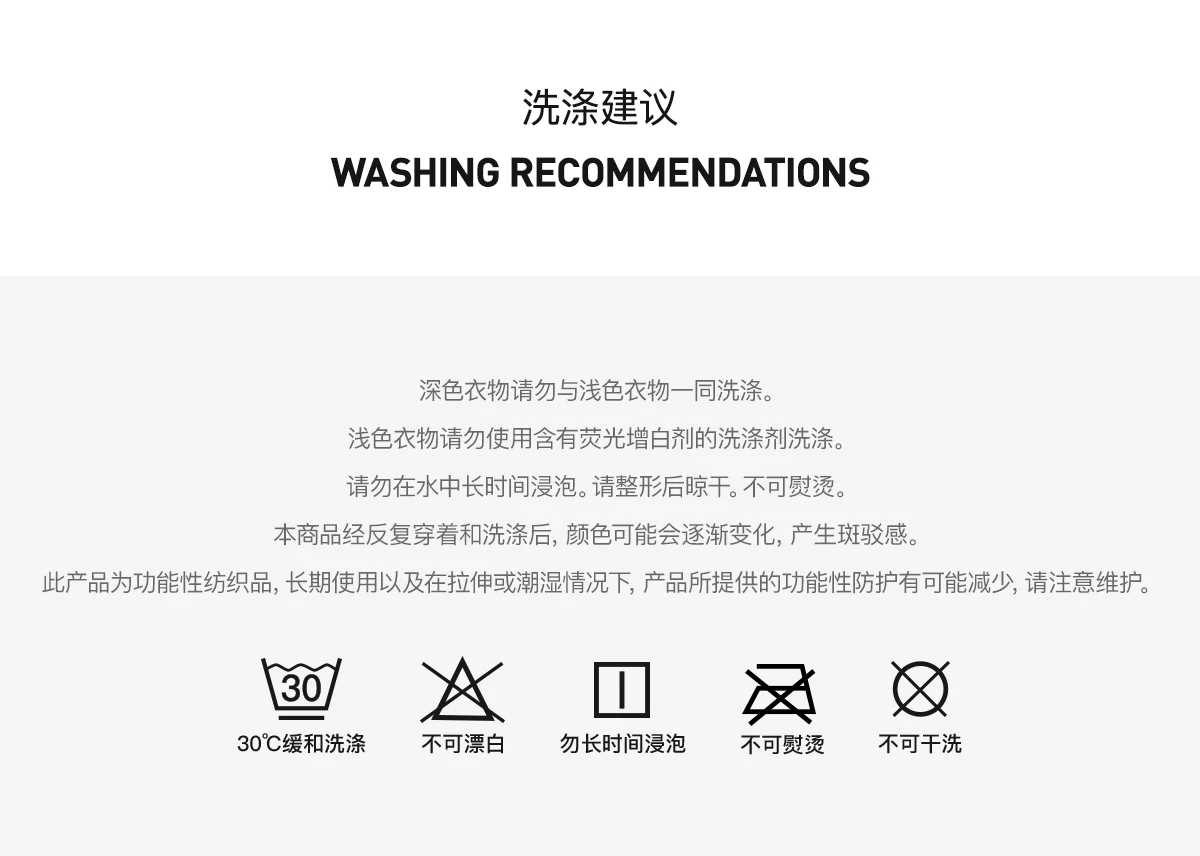 洗涤建议
WASHING RECOMMENDATIONS
深色衣物请勿与浅色衣物一同洗涤。
浅色衣物请勿使用含有荧光增白剂的洗涤剂洗涤。
请勿在水中长时间浸泡。请整形后晾干。不可熨烫。
本商品经反复穿着和洗涤后, 颜色可能会逐渐变化, 产生斑驳感。
此产品为功能性纺织品, 长期使用以及在拉伸或潮湿情况下, 产品所提供的功能性防护有可能减少, 请注意维护。
30
30℃缓和洗涤 不可漂白 勿长时间浸泡 不可熨烫 不可干洗